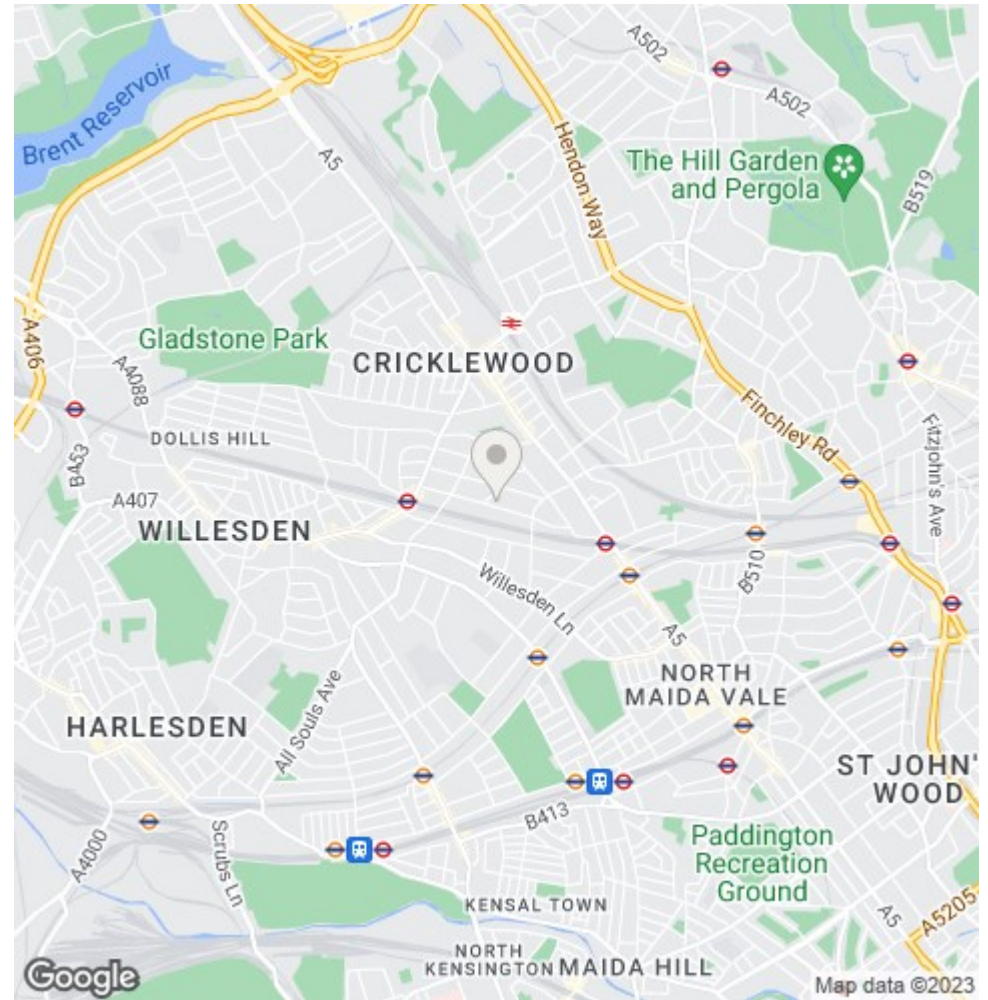 A502
A502
Brent Reservoir
A5
Hendon Way
The Hill Garden
and Pergola
B519
A406
Gladstone Park
CRICKLEWOOD
A4088
Finchley Rd
Fitzjohn's Ave
B453
DOLLIS HILL
A407
WILLESDEN
B510
Willesden Ln
A5
NORTH
MAIDA VALE
HARLESDEN
All Souls Ave
ST JOHN'
WOOD
B413
A4000
Scrubs Ln
Paddington
Recreation
Ground
KENSAL TOWN
A5
A5205
NORTH
KENSINGTON
MAIDA HILL
Google
Map data ©2023